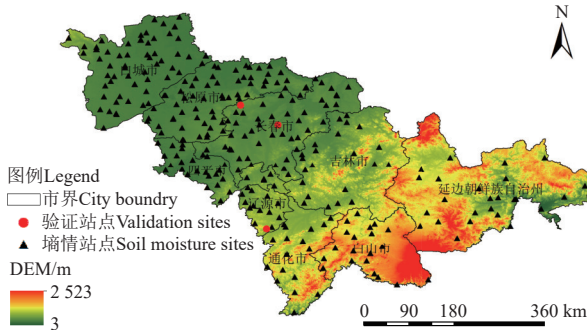 N
白城市
松原市
长春市
吉林市
四平市
辽源市
延边朝鲜族自治州
白山市
通化市
图例Legend
市界City boundary
验证站点Validation sites
墒情站点Soil moisture sites
DEM/m
2 523
3
0 90 180 360 km